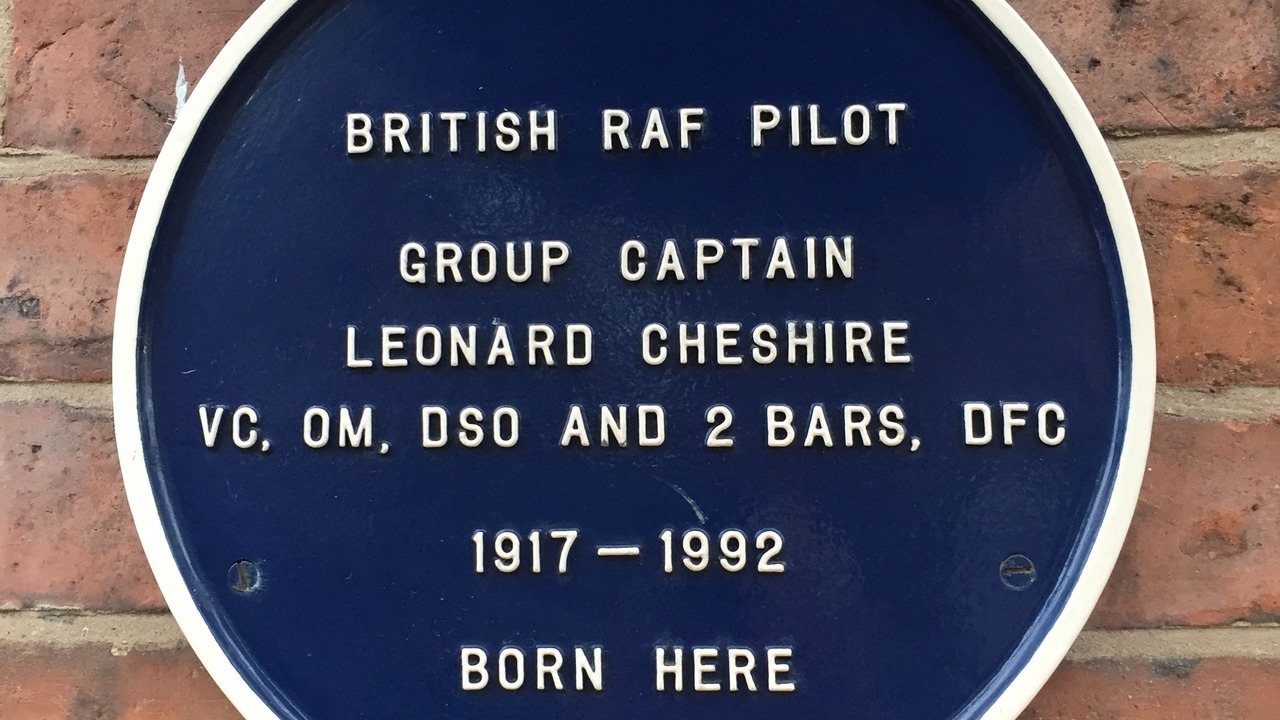 BRITISH RAF PILOT
GROUP CAPTAIN
LEONARD CHESHIRE
VC, OM, DSO AND 2 BARS, DFC
1917 — 1992
BORN HERE